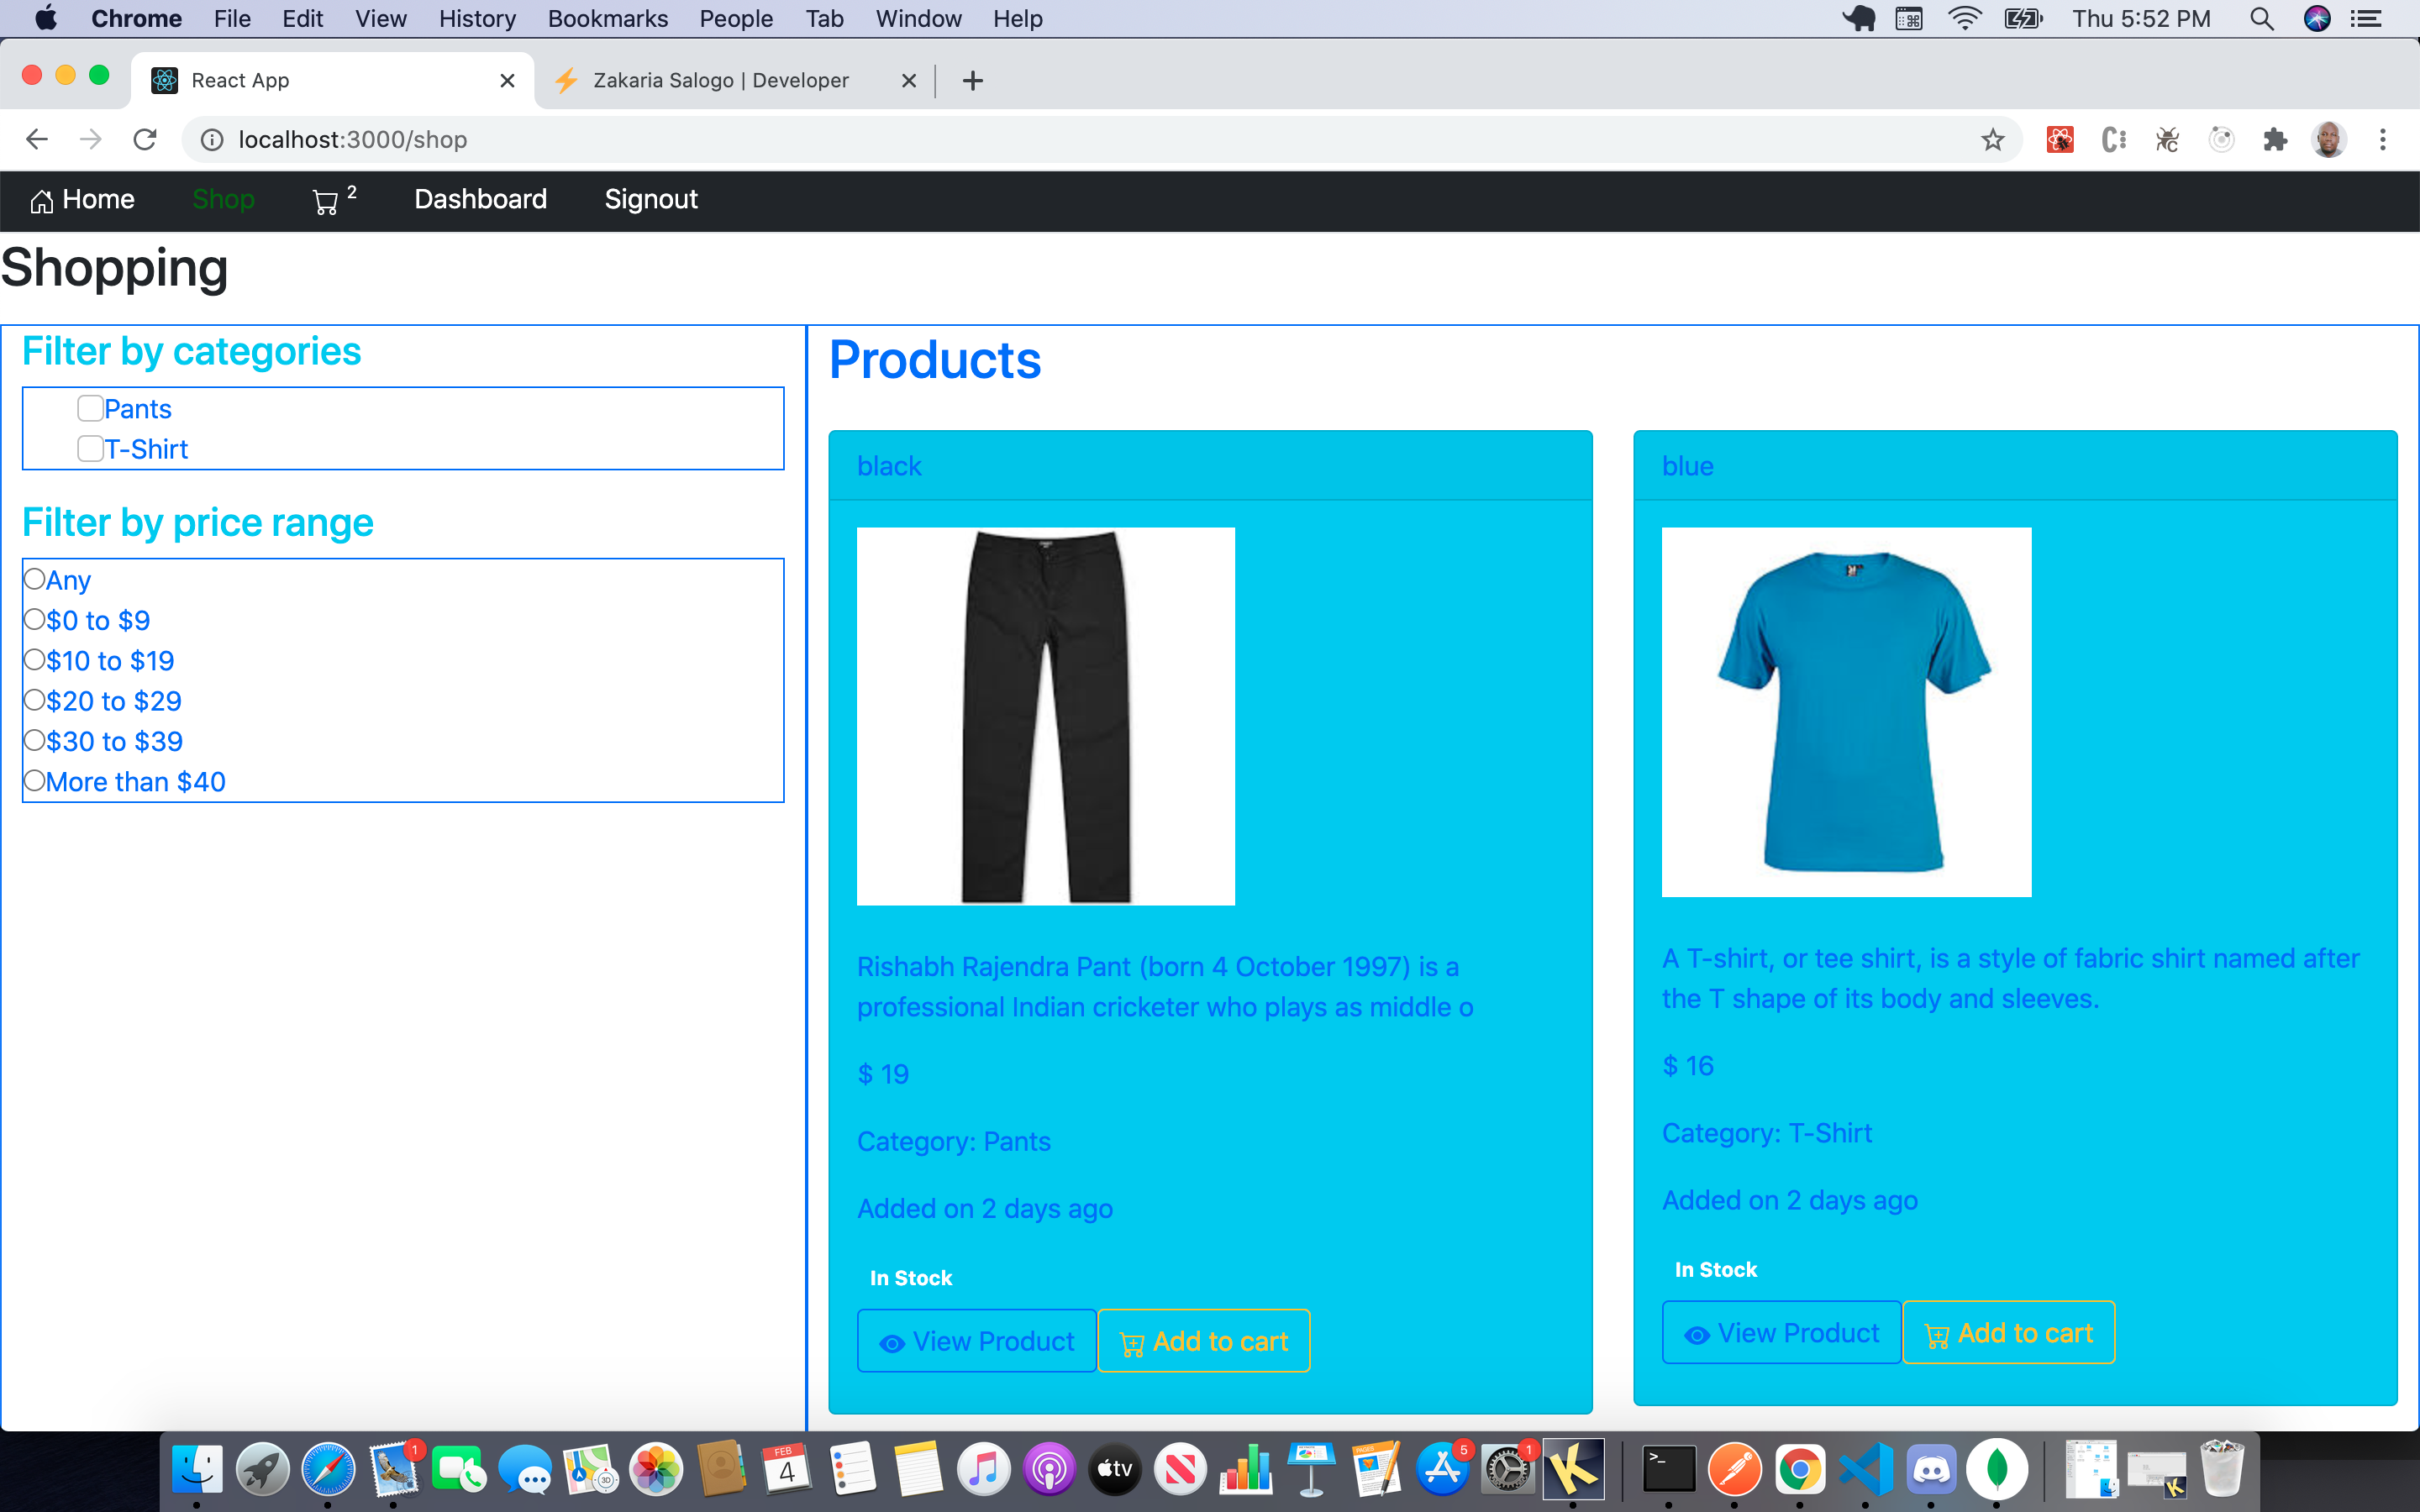 Chrome File Edit View History Bookmarks People Tab Window Help Thu 5:52 PM
React App Zakaria Salogo | Developer
localhost:3000/shop
Home Shop 2 Dashboard Signout
Shopping
Filter by categories
Pants
T-Shirt
Filter by price range
Any
$0 to $9
$10 to $19
$20 to $29
$30 to $39
More than $40
Products
black
Rishabh Rajendra Pant (born 4 October 1997) is a
professional Indian cricketer who plays as middle o
$ 19
Category: Pants
Added on 2 days ago
In Stock
View Product Add to cart
blue
A T-shirt, or tee shirt, is a style of fabric shirt named after
the T shape of its body and sleeves.
$ 16
Category: T-Shirt
Added on 2 days ago
In Stock
View Product Add to cart
1 FEB 4 tv PAGES 5 1